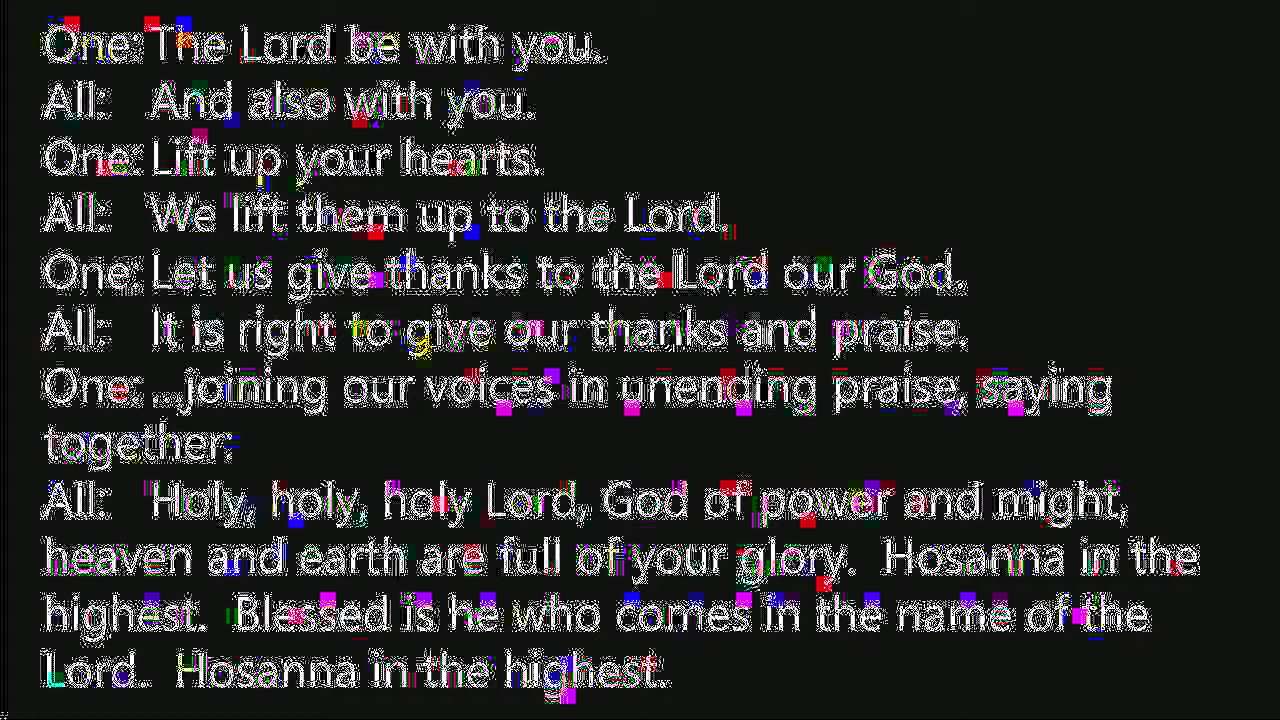 One: The Lord be with you.
All: And also with you.
One: Lift up your hearts.
All: We lift them up to the Lord.
One: Let us give thanks to the Lord our God.
All: It is right to give our thanks and praise.
One: ...joining our voices in unending praise, saying
together:
All: Holy, holy, holy Lord, God of power and might,
heaven and earth are full of your glory. Hosanna in the
highest. Blessed is he who comes in the name of the
Lord. Hosanna in the highest.